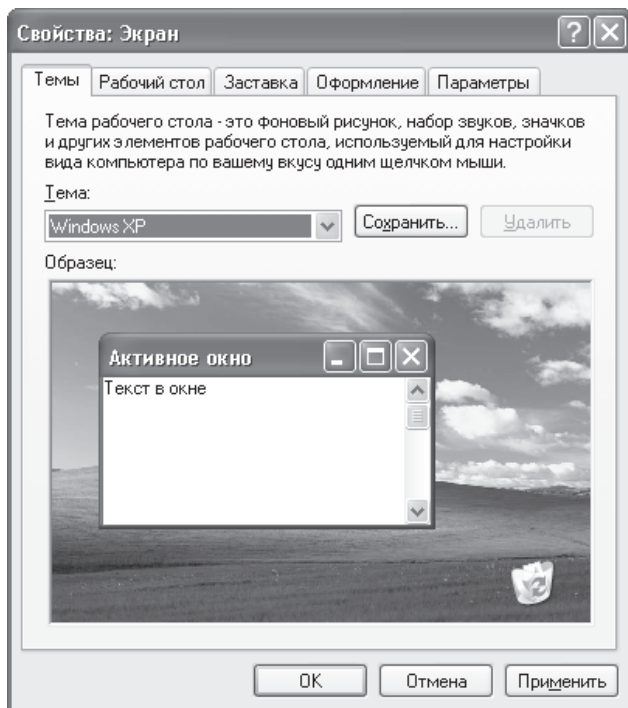 Свойства: Экран
Темы Рабочий стол Заставка Оформление Параметры
Тема рабочего стола - это фоновый рисунок, набор звуков, значков
и других элементов рабочего стола, используемый для настройки
вида компьютера по вашему вкусу одним щелчком мыши.
Тема:
Windows XP Сохранить... Удалить
Образец:
Активное окно
Текст в окне
OK Отмена Применить